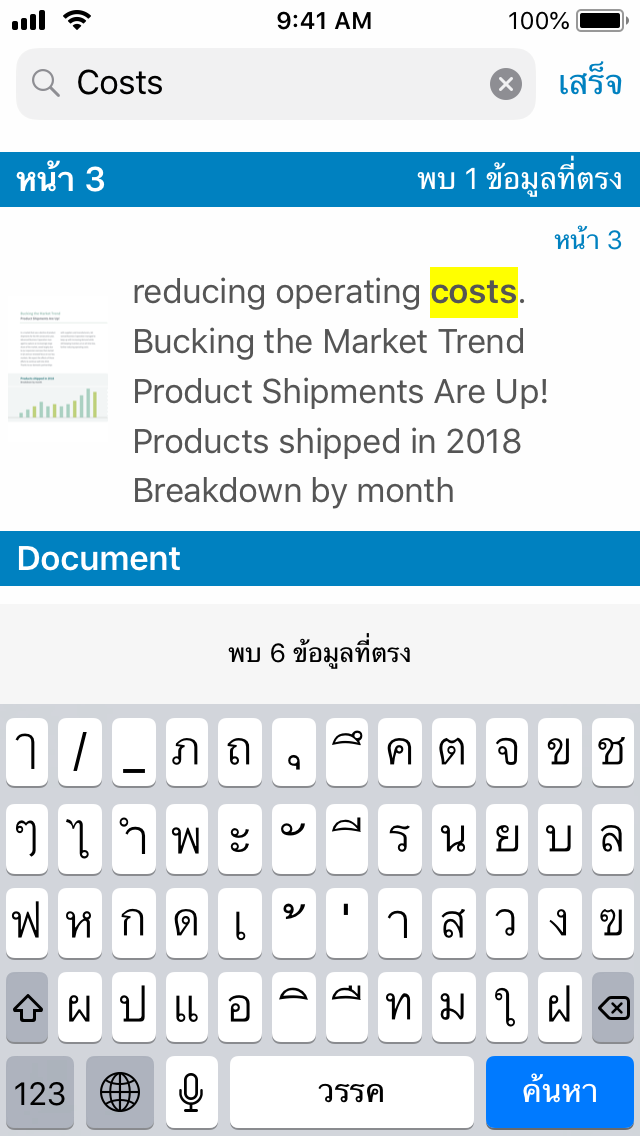 9:41 AM 100%
Costs เสร็จ
หน้า 3 พบ 1 ข้อมูลที่ตรง
หน้า 3
reducing operating costs.
Bucking the Market Trend
Product Shipments Are Up!
Products shipped in 2018
Breakdown by month
Document
พบ 6 ข้อมูลที่ตรง
ๅ / _ ภ ถ ุ ึ ค ต จ ข ช
ๆ ไ ำ พ ะ ั ี ร น ย บ ล
ฟ ห ก ด เ ้ ่ า ส ว ง ฃ
ผ ป แ อ ิ ื ท ม ใ ฝ
123 วรรค ค้นหา